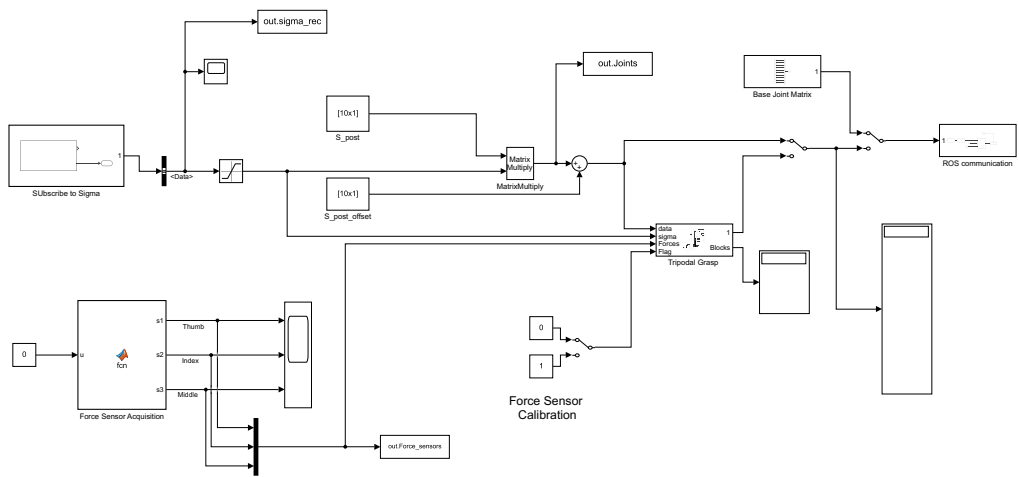 out.sigma_rec
out.Joints
1
Base Joint Matrix
[10x1]
S_post
1
SUbscribe to Sigma
<Data>
Matrix
Multiply
MatrixMultiply
+
+
1
ROS communication
[10x1]
S_post_offset
data
sigma
Forces
Flag
1
Blocks
Tripodal Grasp
0
u
fcn
s1
s2
s3
Force Sensor Acquisition
Thumb
Index
Middle
0
1
Force Sensor
Calibration
out.Force_sensors